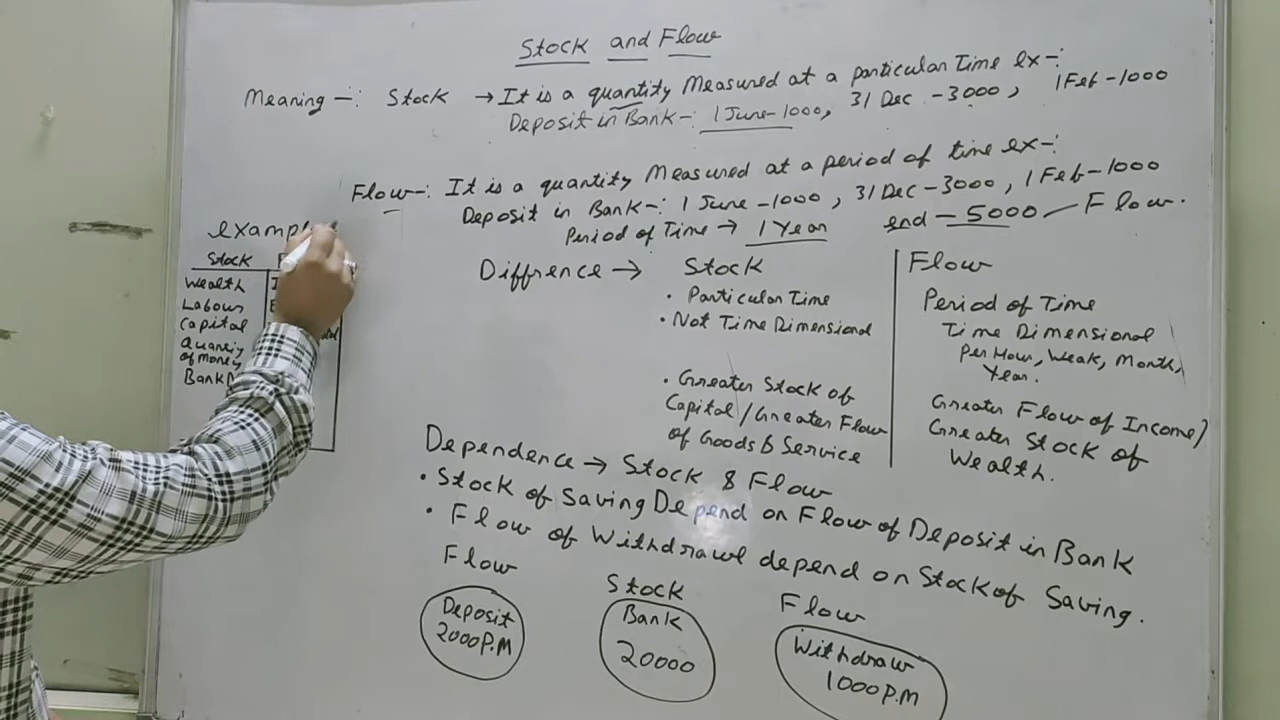 Stock and Flow
Meaning -: Stock → It is a quantity Measured at a particular Time ex-:
Deposit in Bank-: 1 June-1000, 31 Dec -3000, 1 Feb-1000
Flow-: It is a quantity Measured at a period of time ex-:
Deposit in Bank-: 1 June -1000, 31 Dec -3000, 1 Feb-1000
Period of Time → 1 Year end - 5000 - Flow.
example
Stock
Wealth
Labour
Capital
Quantiy
of money
Bank
Diffrence →
Stock
• Particular Time
• Not Time Dimensional
• Greater Stock of
Capital / Greater Flow
of Goods & Service
Flow
Period of Time
Time Dimensional
Per Hour, Weak, Month,
Year.
Greater Flow of Income/
Greater Stock of
Wealth.
Dependence → Stock & Flow
• Stock of Saving Depend on Flow of Deposit in Bank
• Flow of Withdrawl depend on Stock of Saving.
Flow
Deposit
2000P.M
Stock
Bank
20000
Flow
Withdraw
1000P.M